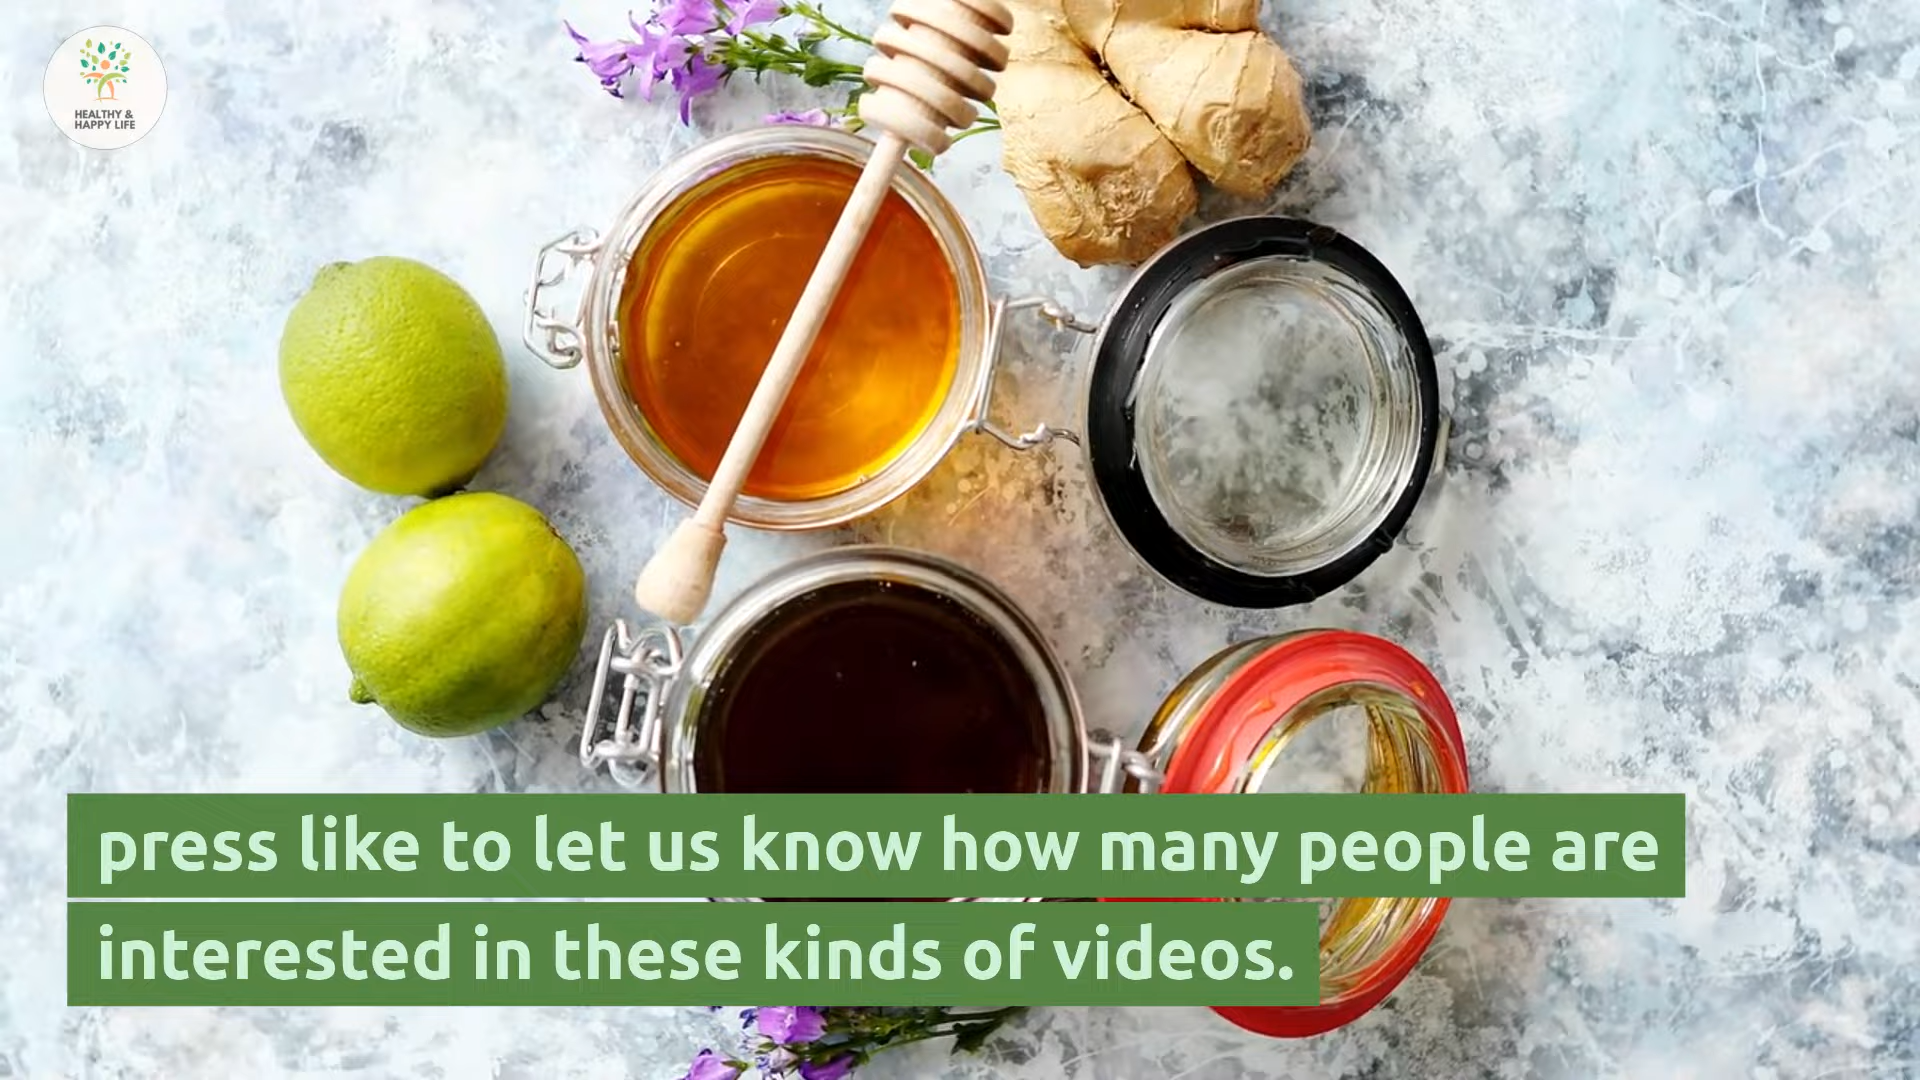 HEALTHY &
HAPPY LIFE
press like to let us know how many people are
interested in these kinds of videos.